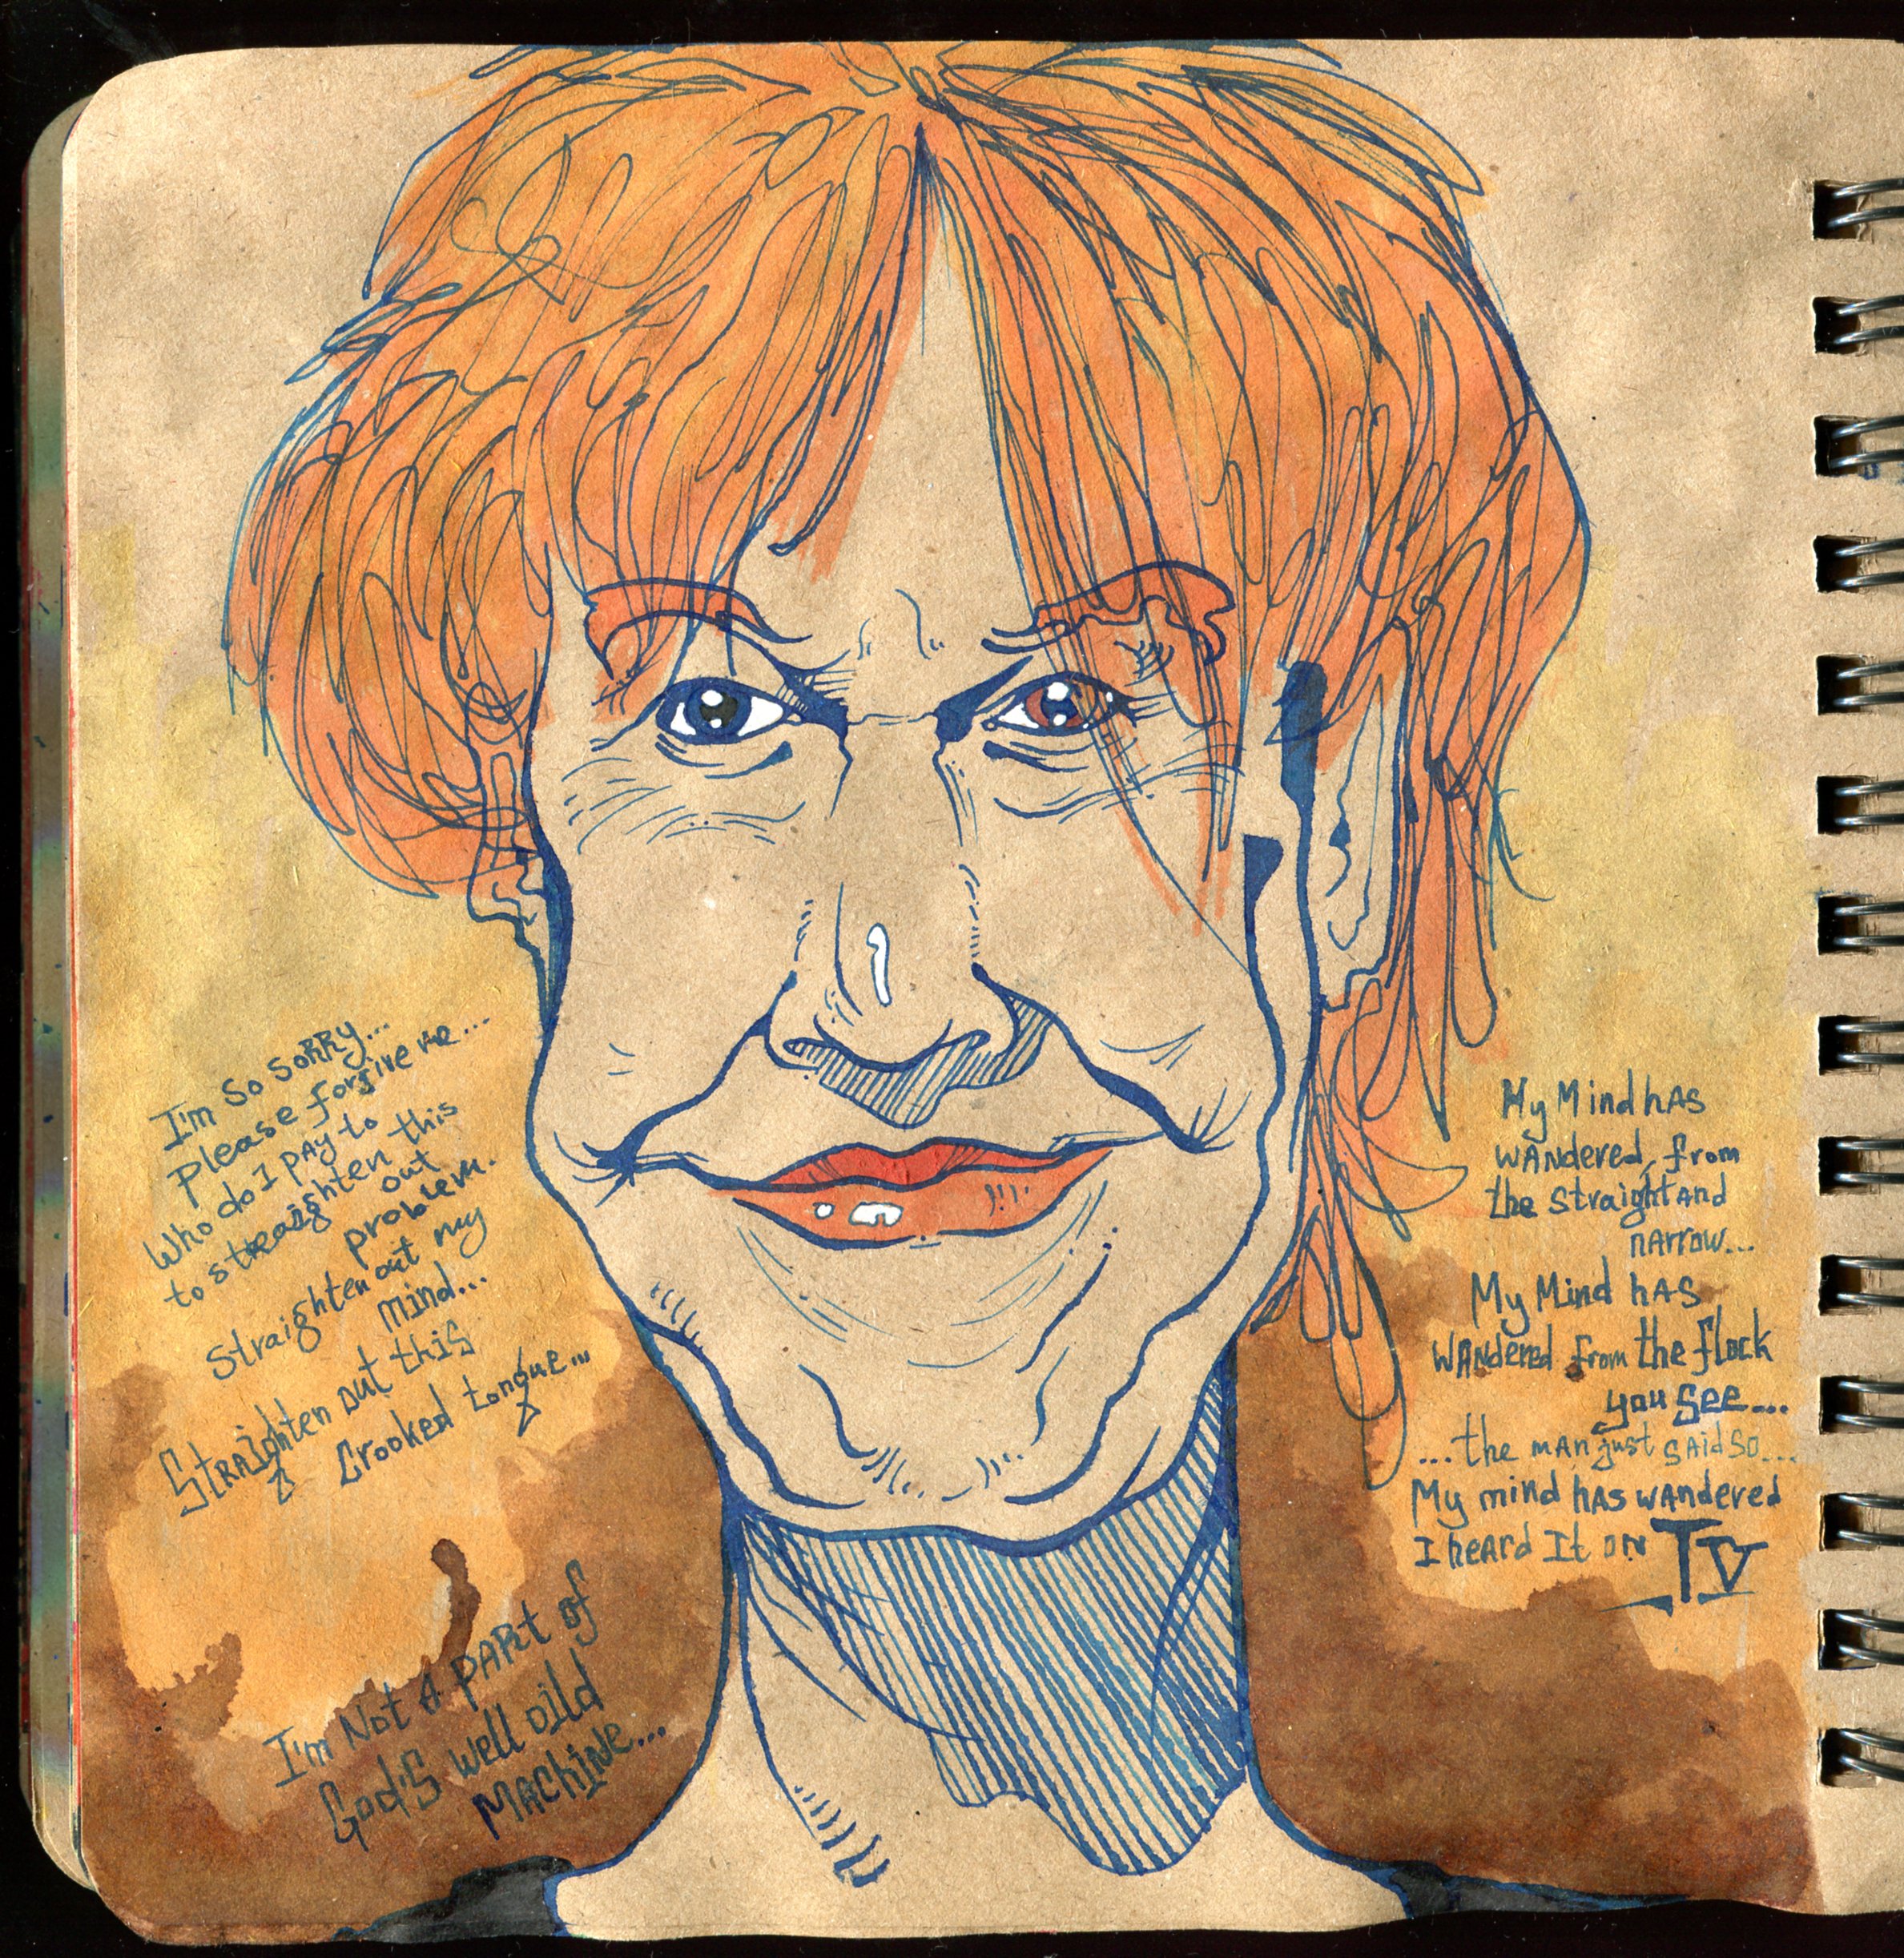 I'm so sorry...
please forgive me...
Who do I pay to
to streaighten this
out
problem.
Straighten out my
mind...
Straighten out this
Crooked tongue...
I'm Not A part of
God's well oild
Machine...
My Mind has
wandered, from
the straight and
narrow...
My Mind has
wandered from the flock
you see...
...the man just said so...
My mind has wandered
I heard It on TV